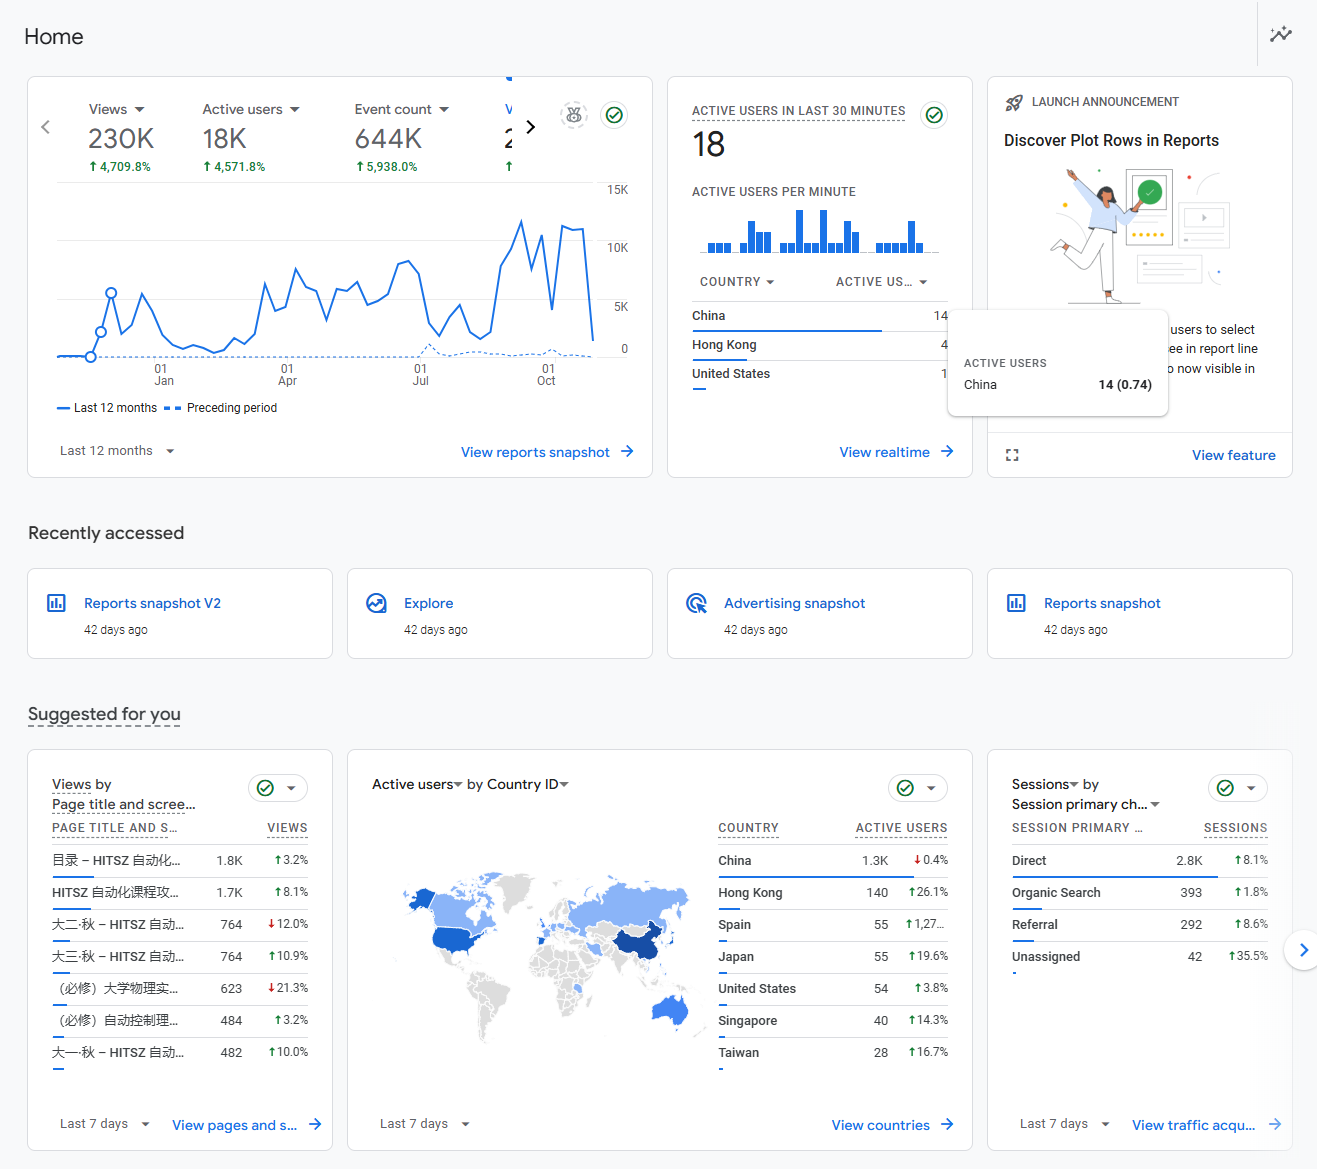 Home
Views
Active users
Event count
230K
18K
644K
4,709.8%
4,571.8%
5,938.0%
15K
10K
5K
0
01 Jan
01 Apr
01 Jul
01 Oct
Last 12 months
Preceding period
Last 12 months
View reports snapshot
ACTIVE USERS IN LAST 30 MINUTES
18
ACTIVE USERS PER MINUTE
COUNTRY
ACTIVE US...
China 14
Hong Kong 4
United States 1
View realtime
ACTIVE USERS
China 14 (0.74)
LAUNCH ANNOUNCEMENT
Discover Plot Rows in Reports
users to select
ee in report line
now visible in
View feature
Recently accessed
Reports snapshot V2
42 days ago
Explore
42 days ago
Advertising snapshot
42 days ago
Reports snapshot
42 days ago
Suggested for you
Views by
Page title and scree...
PAGE TITLE AND S... VIEWS
目录 – HITSZ 自动化... 1.8K 3.2%
HITSZ 自动化课程攻... 1.7K 8.1%
大二·秋 – HITSZ 自动... 764 12.0%
大三·秋 – HITSZ 自动... 764 10.9%
（必修）大学物理实... 623 21.3%
（必修）自动控制理... 484 3.2%
大一·秋 – HITSZ 自动... 482 10.0%
Last 7 days
View pages and s...
Active users by Country ID
COUNTRY ACTIVE USERS
China 1.3K 0.4%
Hong Kong 140 26.1%
Spain 55 1,27...
Japan 55 19.6%
United States 54 3.8%
Singapore 40 14.3%
Taiwan 28 16.7%
Last 7 days
View countries
Sessions by
Session primary ch...
SESSION PRIMARY ... SESSIONS
Direct 2.8K 8.1%
Organic Search 393 1.8%
Referral 292 8.6%
Unassigned 42 35.5%
Last 7 days
View traffic acqu...